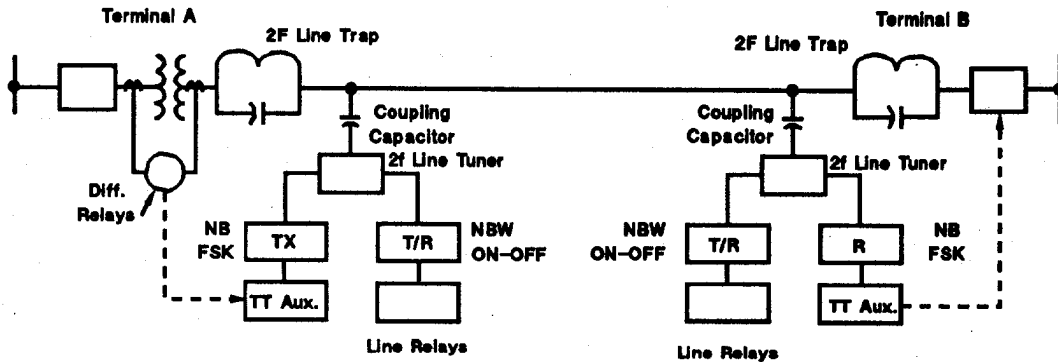 Terminal A
Terminal B
2F Line Trap
2F Line Trap
Coupling
Capacitor
Coupling
Capacitor
2f Line Tuner
2f Line Tuner
Diff.
Relays
NB
FSK
TX
T/R
NBW
ON-OFF
NBW
ON-OFF
T/R
R
NB
FSK
TT Aux.
TT Aux.
Line Relays
Line Relays